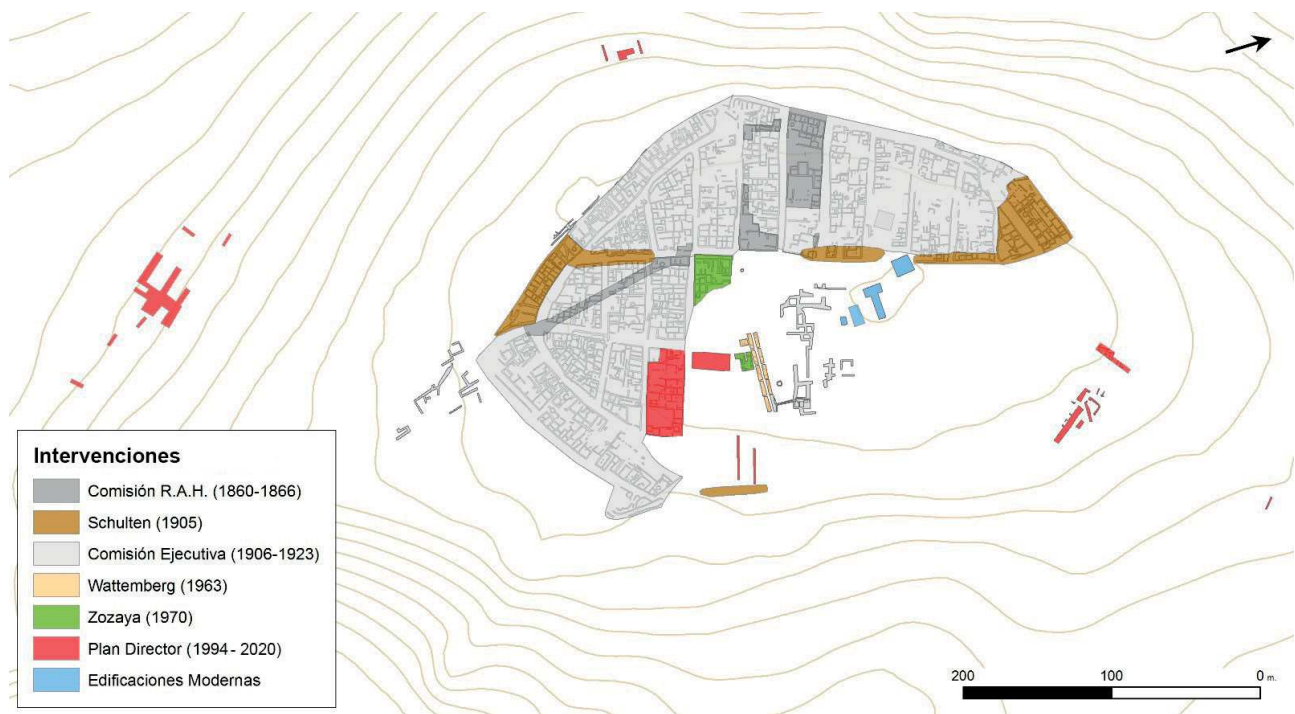 Intervenciones
Comisión R.A.H. (1860-1866)
Schulten (1905)
Comisión Ejecutiva (1906-1923)
Wattemberg (1963)
Zozaya (1970)
Plan Director (1994 - 2020)
Edificaciones Modernas
200 100 0 m.